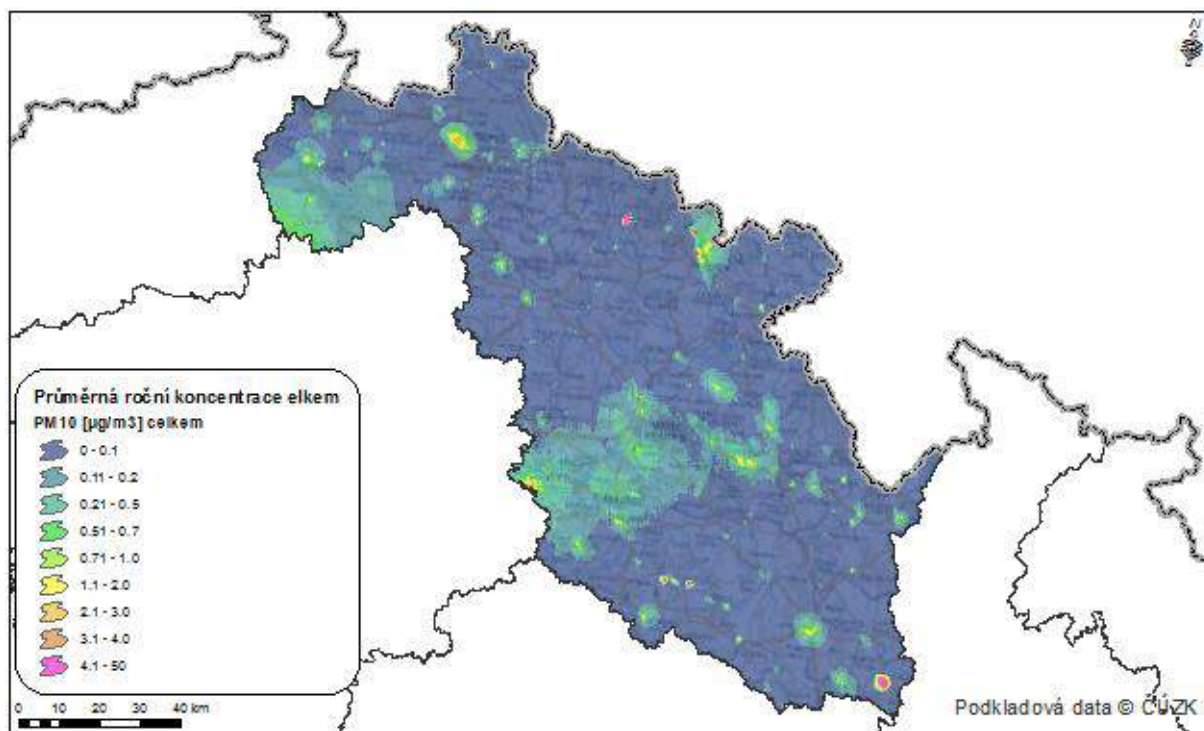 Průměrná roční koncentrace elkem
PM10 [µg/m3] celkem
0 - 0.1
0.11 - 0.2
0.21 - 0.5
0.51 - 0.7
0.71 - 1.0
1.1 - 2.0
2.1 - 3.0
3.1 - 4.0
4.1 - 50
0 10 20 30 40 km
Podkladová data © ČÚZK